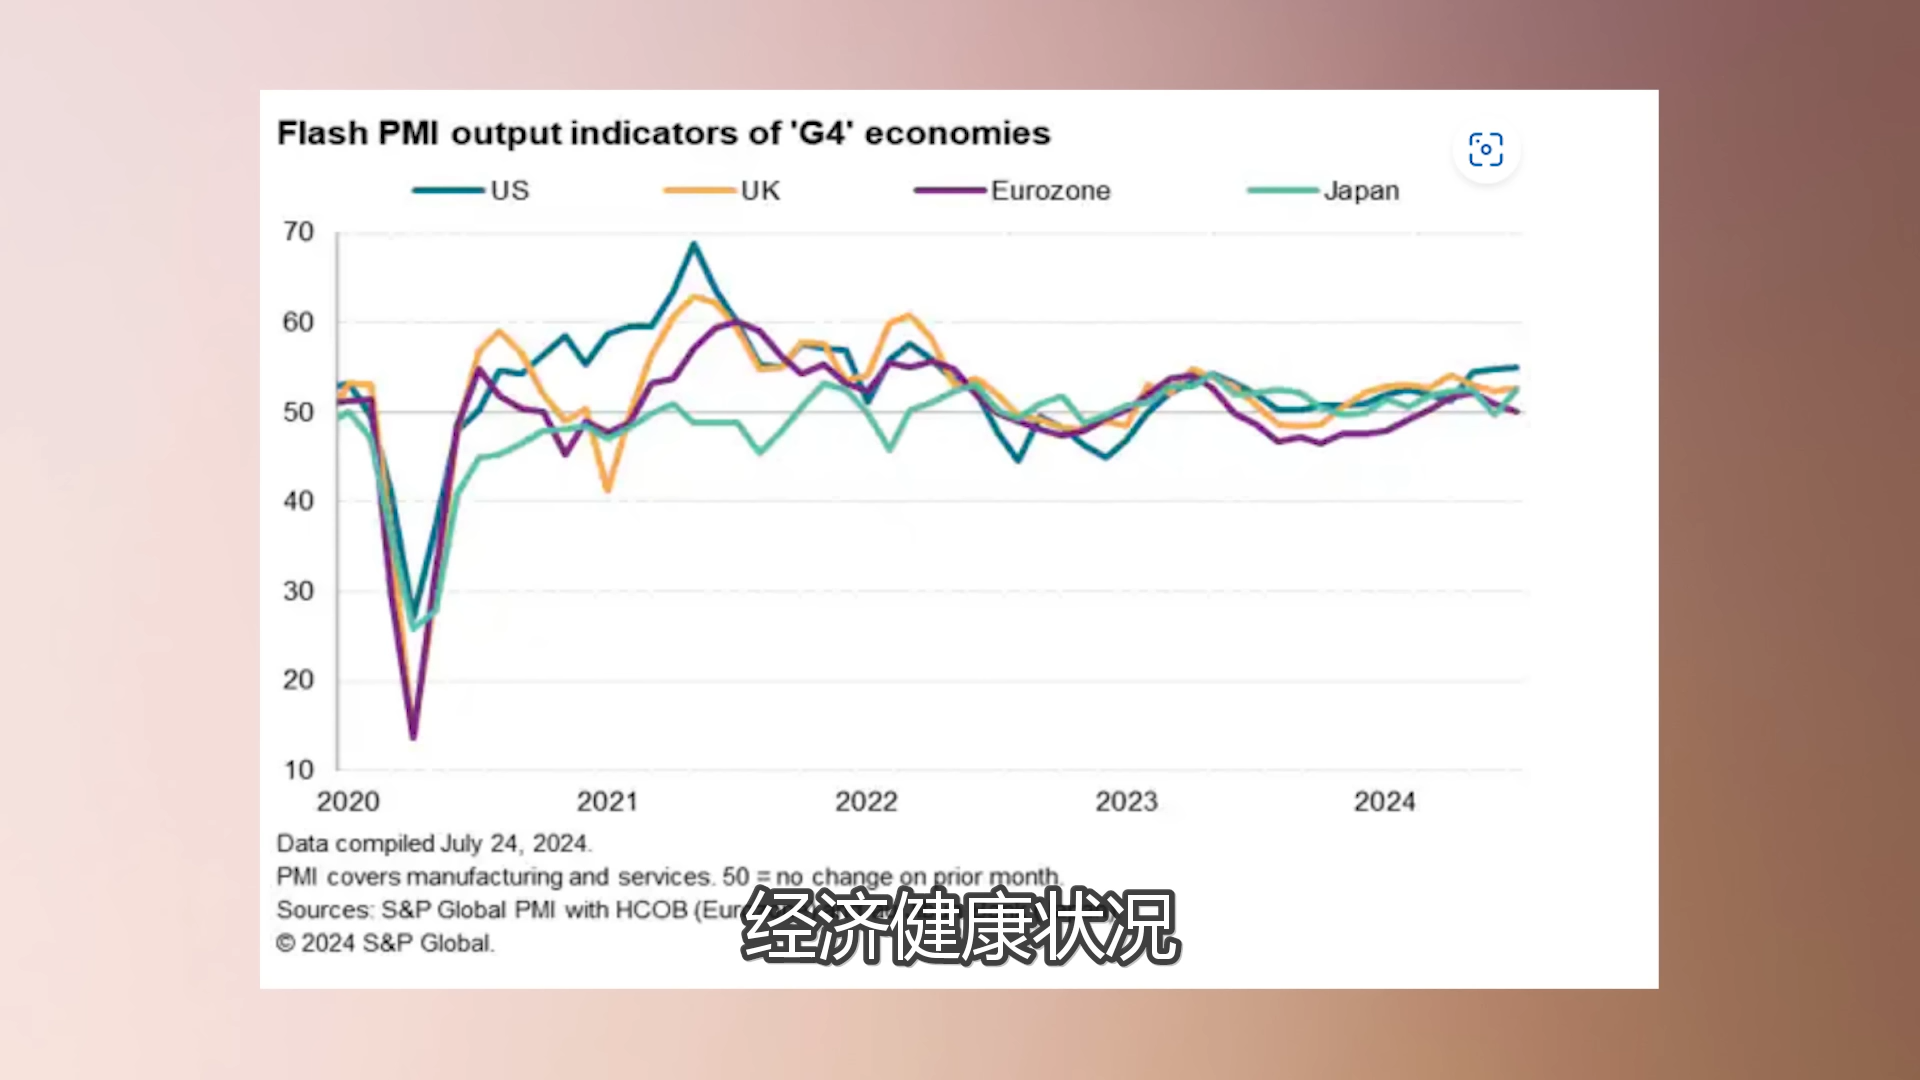 Flash PMI output indicators of 'G4' economies
US UK Eurozone Japan
70
60
50
40
30
20
10
2020 2021 2022 2023 2024
Data compiled July 24, 2024.
PMI covers manufacturing and services. 50 = no change on prior month.
Sources: S&P Global PMI with HCOB
© 2024 S&P Global.
经济健康状况